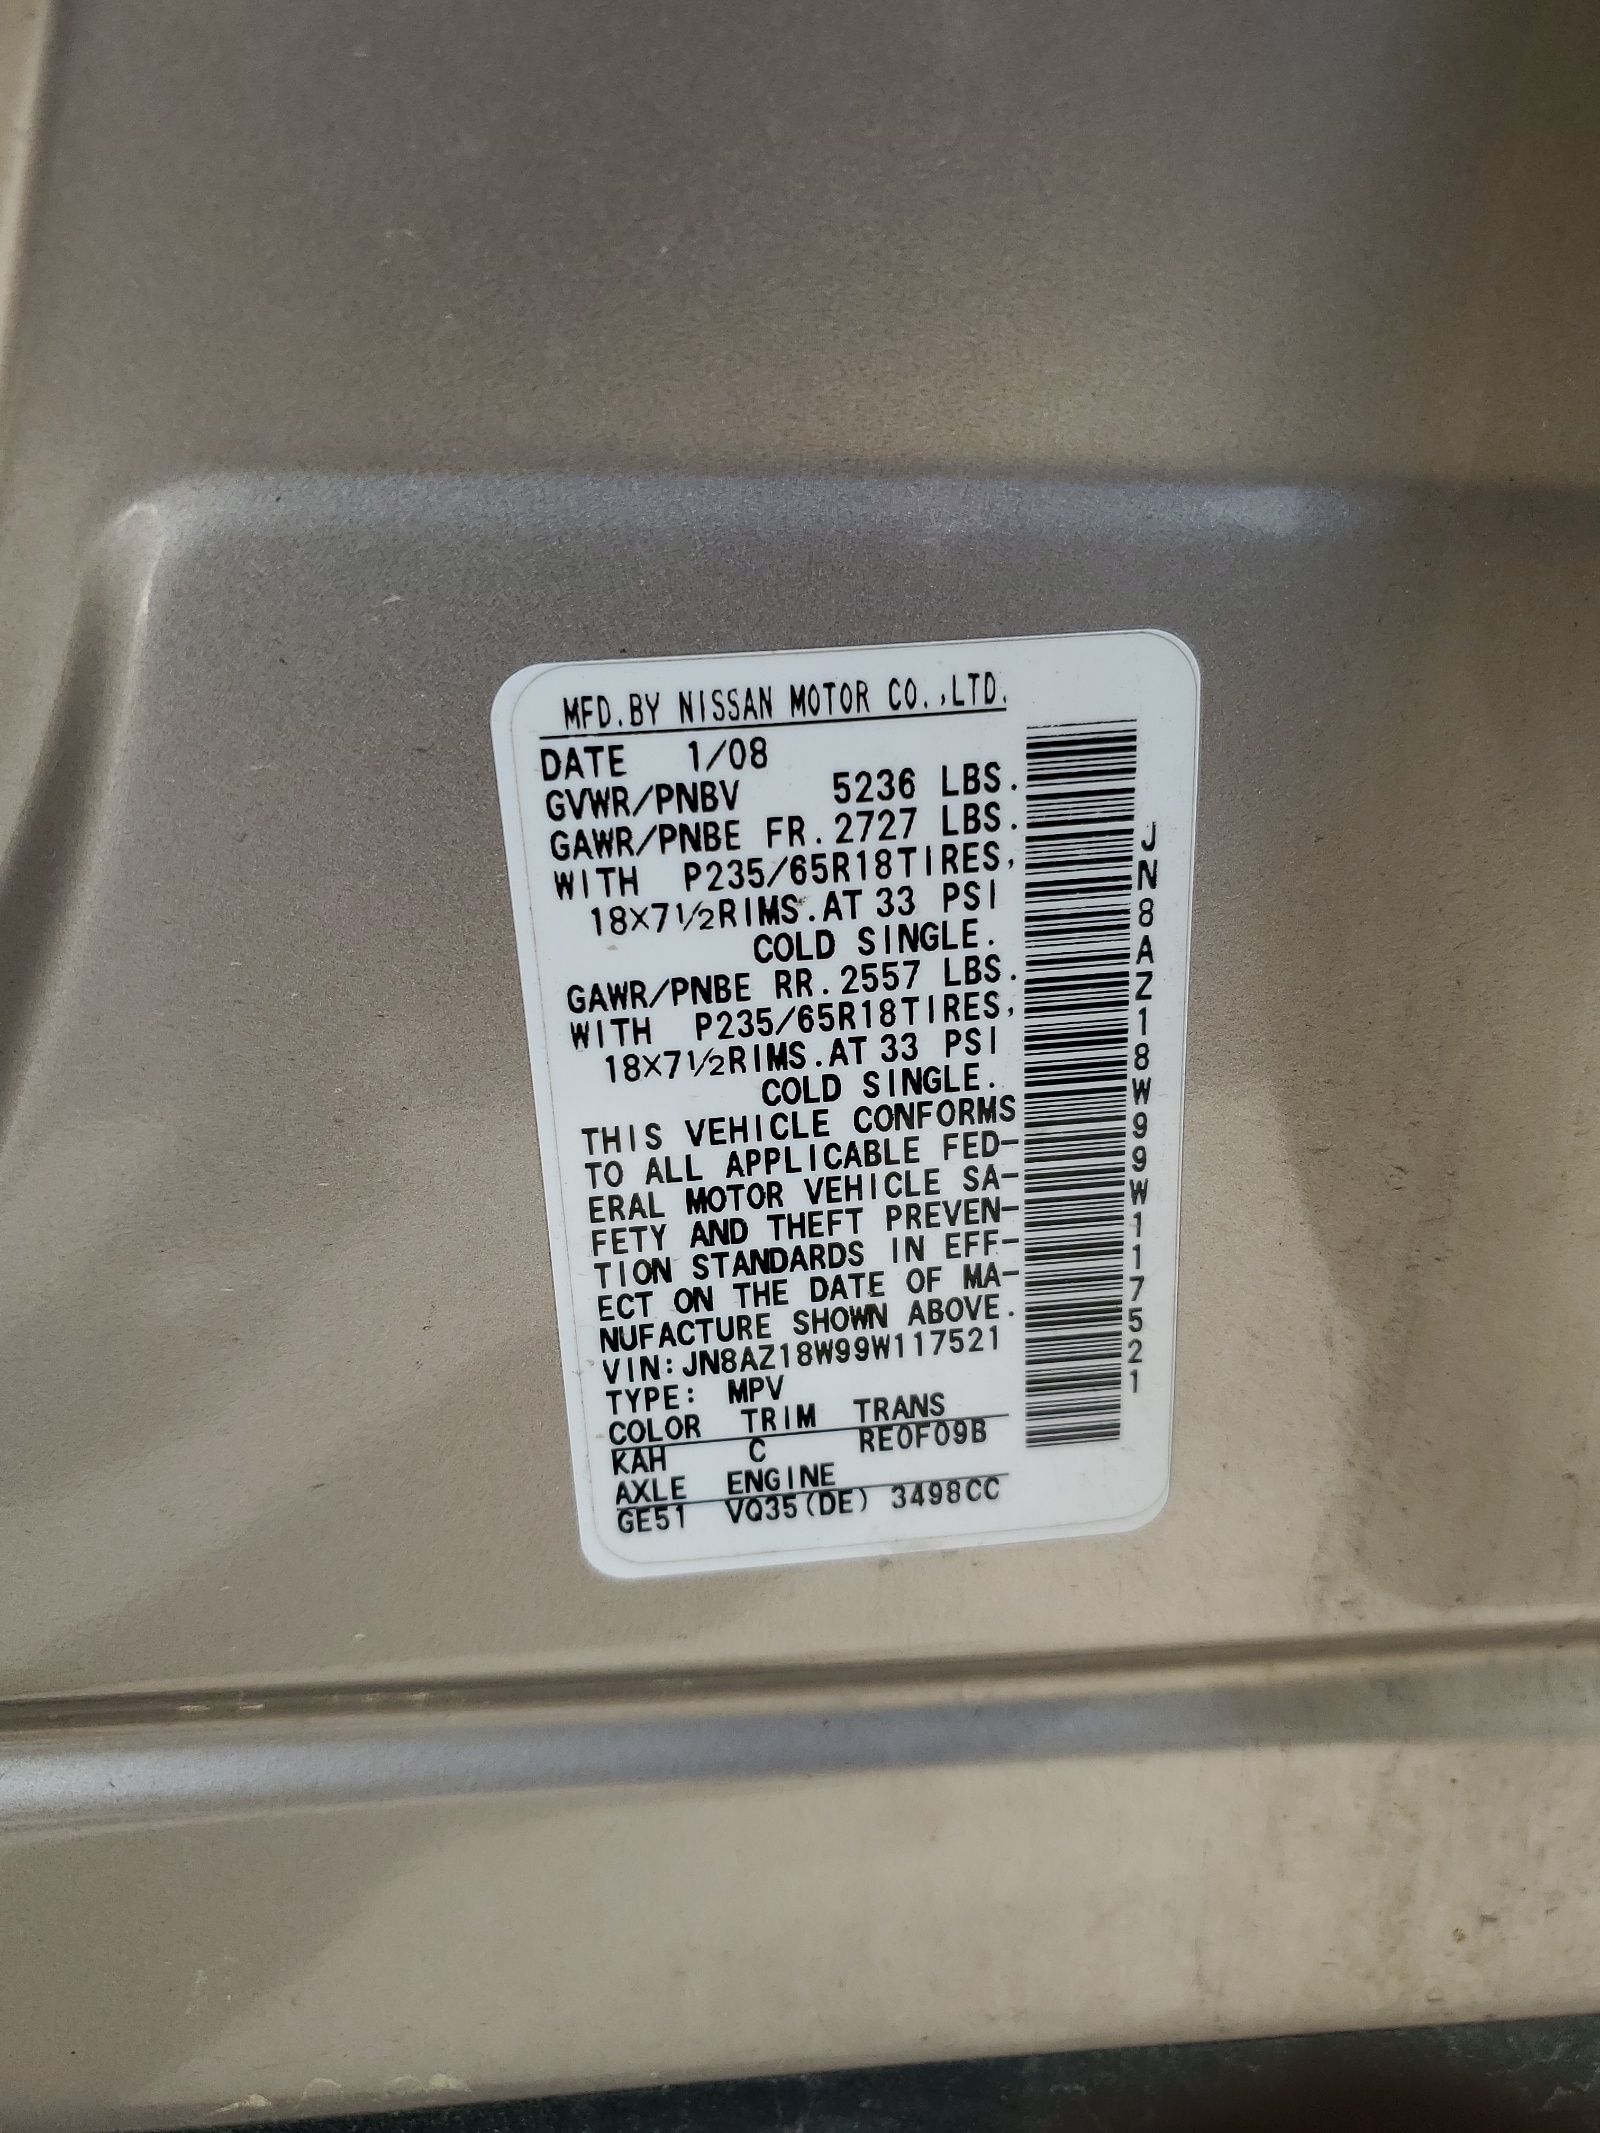 MFD.BY NISSAN MOTOR CO.,LTD.
DATE 1/08
GVWR/PNBV 5236 LBS.
GAWR/PNBE FR.2727 LBS.
WITH P235/65R18TIRES,
18X7½RIMS.AT 33 PSI
COLD SINGLE.
GAWR/PNBE RR.2557 LBS.
WITH P235/65R18TIRES,
18X7½RIMS.AT 33 PSI
COLD SINGLE.
THIS VEHICLE CONFORMS
TO ALL APPLICABLE FED-
ERAL MOTOR VEHICLE SA-
FETY AND THEFT PREVEN-
TION STANDARDS IN EFF-
ECT ON THE DATE OF MA-
NUFACTURE SHOWN ABOVE.
VIN:JN8AZ18W99W117521
TYPE: MPV
COLOR TRIM TRANS
KAH C RE0F09B
AXLE ENGINE
GE51 VQ35(DE) 3498CC
JN8AZ18W99W117521